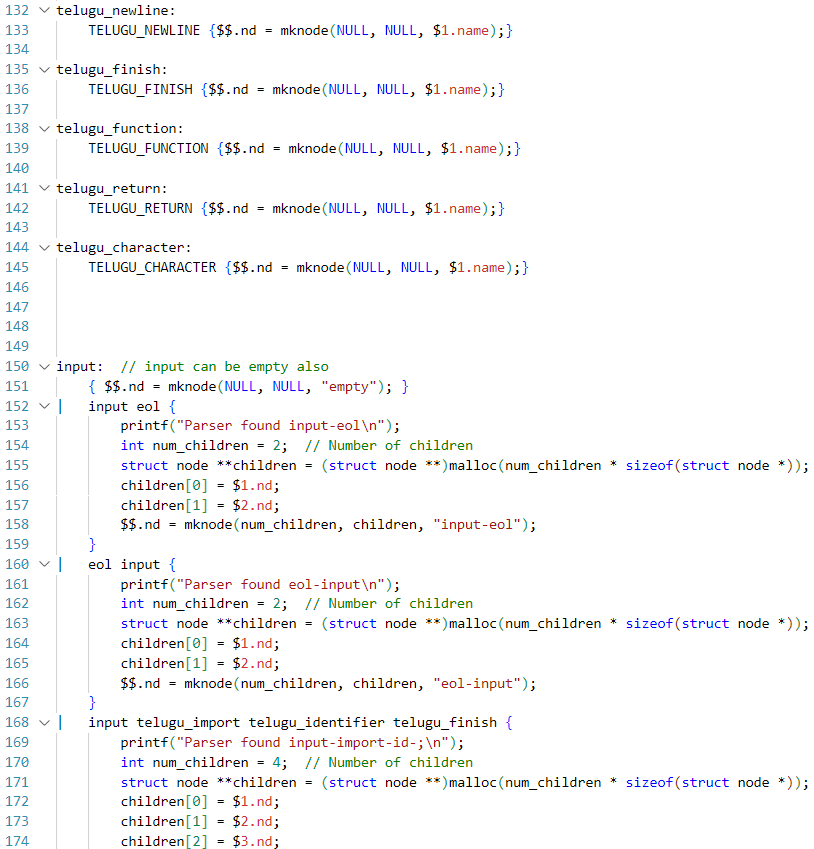 132 telugu_newline:
133 TELUGU_NEWLINE {$$.nd = mknode(NULL, NULL, $1.name);}
134
135 telugu_finish:
136 TELUGU_FINISH {$$.nd = mknode(NULL, NULL, $1.name);}
137
138 telugu_function:
139 TELUGU_FUNCTION {$$.nd = mknode(NULL, NULL, $1.name);}
140
141 telugu_return:
142 TELUGU_RETURN {$$.nd = mknode(NULL, NULL, $1.name);}
143
144 telugu_character:
145 TELUGU_CHARACTER {$$.nd = mknode(NULL, NULL, $1.name);}
146
147
148
149
150 input:  // input can be empty also
151 { $$.nd = mknode(NULL, NULL, "empty"); }
152 |   input eol {
153 printf("Parser found input-eol\n");
154 int num_children = 2;  // Number of children
155 struct node **children = (struct node **)malloc(num_children * sizeof(struct node *));
156 children[0] = $1.nd;
157 children[1] = $2.nd;
158 $$.nd = mknode(num_children, children, "input-eol");
159 }
160 |   eol input {
161 printf("Parser found eol-input\n");
162 int num_children = 2;  // Number of children
163 struct node **children = (struct node **)malloc(num_children * sizeof(struct node *));
164 children[0] = $1.nd;
165 children[1] = $2.nd;
166 $$.nd = mknode(num_children, children, "eol-input");
167 }
168 |   input telugu_import telugu_identifier telugu_finish {
169 printf("Parser found input-import-id-;\n");
170 int num_children = 4;  // Number of children
171 struct node **children = (struct node **)malloc(num_children * sizeof(struct node *));
172 children[0] = $1.nd;
173 children[1] = $2.nd;
174 children[2] = $3.nd;